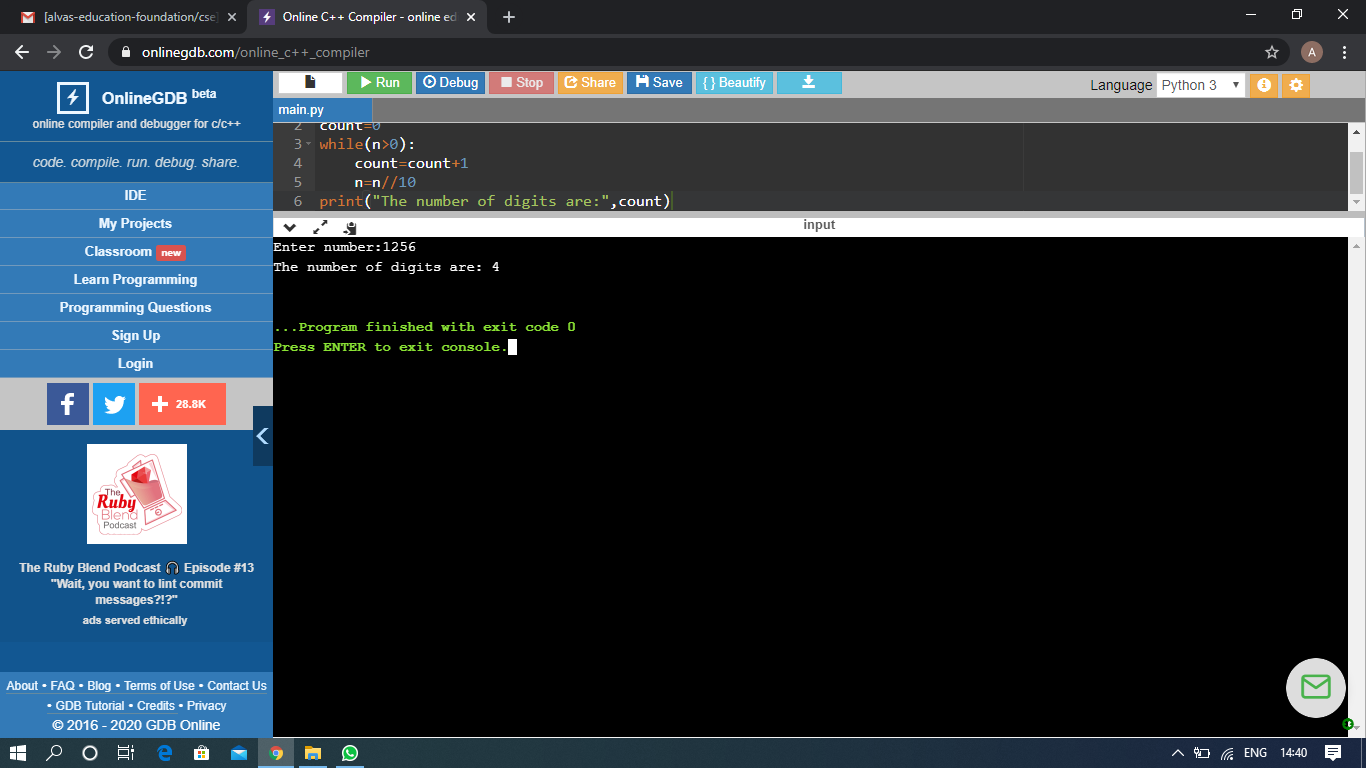 [alvas-education-foundation/cse]
Online C++ Compiler - online ed
onlinegdb.com/online_c++_compiler
A
OnlineGDB beta
online compiler and debugger for c/c++
code. compile. run. debug. share.
IDE
My Projects
Classroom new
Learn Programming
Programming Questions
Sign Up
Login
28.8K
The
Ruby
Blend
Podcast
The Ruby Blend Podcast 🎧 Episode #13
"Wait, you want to lint commit
messages?!?"
ads served ethically
About • FAQ • Blog • Terms of Use • Contact Us
• GDB Tutorial • Credits • Privacy
© 2016 - 2020 GDB Online
Run Debug Stop Share Save { } Beautify
Language Python 3
main.py
2 count=0
3 while(n>0):
4 count=count+1
5 n=n//10
6 print("The number of digits are:",count)
input
Enter number:1256
The number of digits are: 4
...Program finished with exit code 0
Press ENTER to exit console.
ENG 14:40